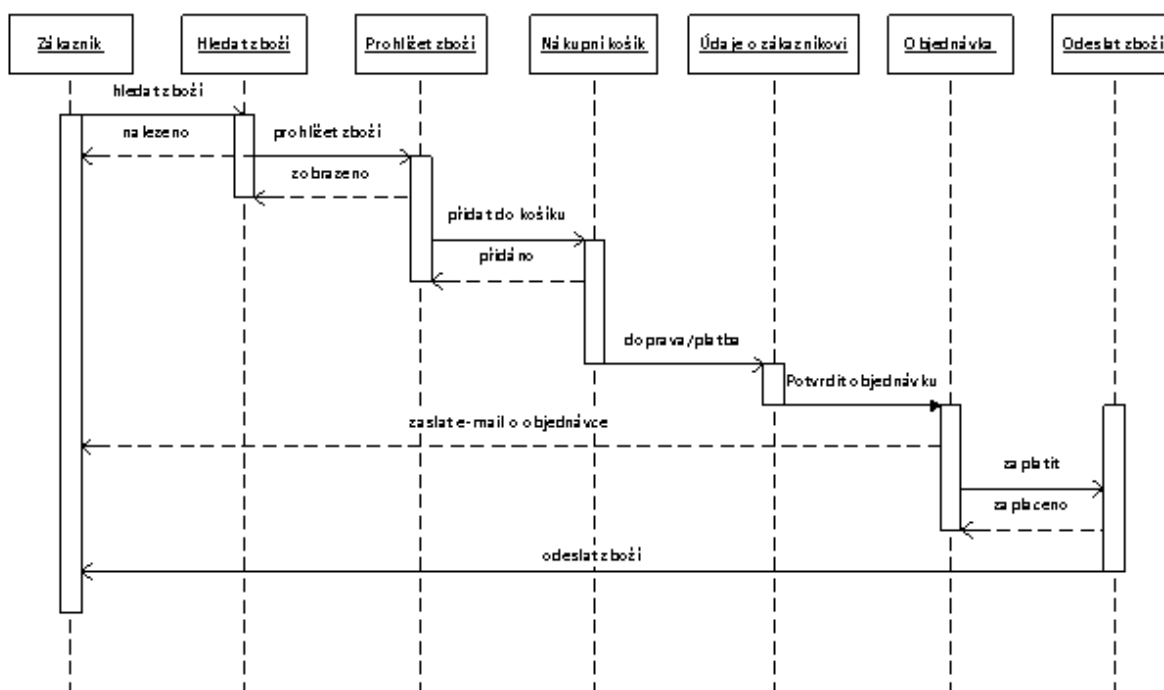 Zákazník
Hledat zboží
Prohlížet zboží
Nákupní košík
Údaje o zákazníkovi
Objednávka
Odeslat zboží
hledat zboží
nalezeno
prohlížet zboží
zobrazeno
přidat do košíku
přidáno
doprava/platba
Potvrdit objednávku
zaslat e-mail o objednávce
zaplatit
zaplaceno
odeslat zboží